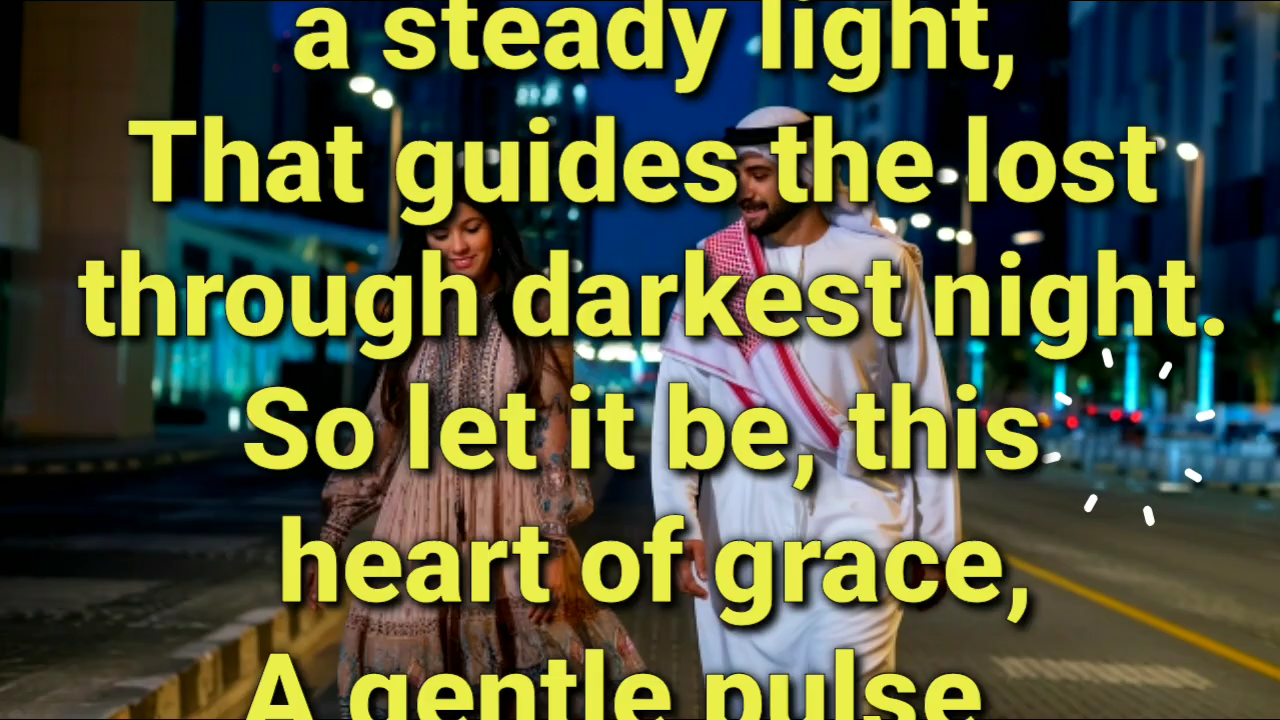 a steady light,
That guides the lost
through darkest night.
So let it be, this
heart of grace,
A gentle pulse